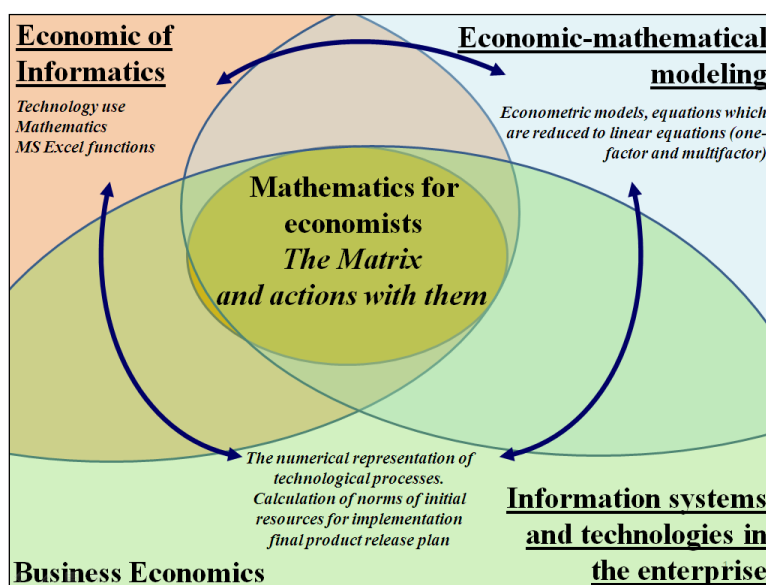 Economic of
Informatics
Technology use
Mathematics
MS Excel functions
Economic-mathematical
modeling
Econometric models, equations which
are reduced to linear equations (one-
factor and multifactor)
Mathematics for
economists
The Matrix
and actions with them
The numerical representation of
technological processes.
Calculation of norms of initial
resources for implementation
final product release plan
Business Economics
Information systems
and technologies in
the enterprise